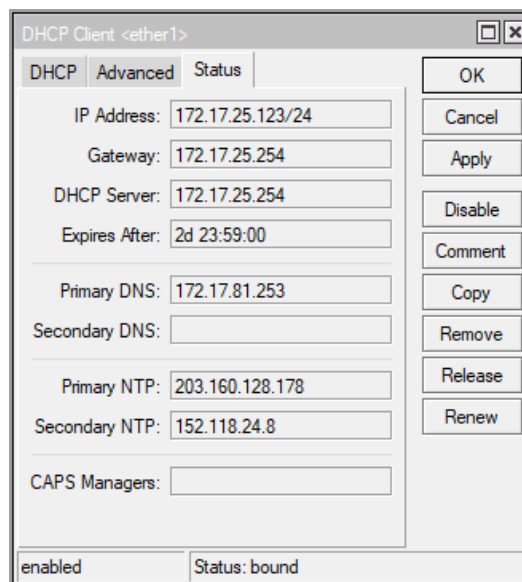 DHCP Client <ether1>
DHCP Advanced Status
IP Address: 172.17.25.123/24
Gateway: 172.17.25.254
DHCP Server: 172.17.25.254
Expires After: 2d 23:59:00
Primary DNS: 172.17.81.253
Secondary DNS:
Primary NTP: 203.160.128.178
Secondary NTP: 152.118.24.8
CAPS Managers:
OK
Cancel
Apply
Disable
Comment
Copy
Remove
Release
Renew
enabled Status: bound